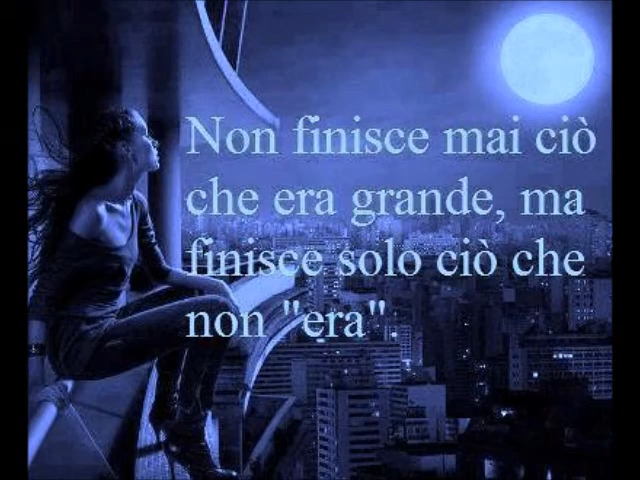 Non finisce mai ciò
che era grande, ma
finisce solo ciò che
non "era"